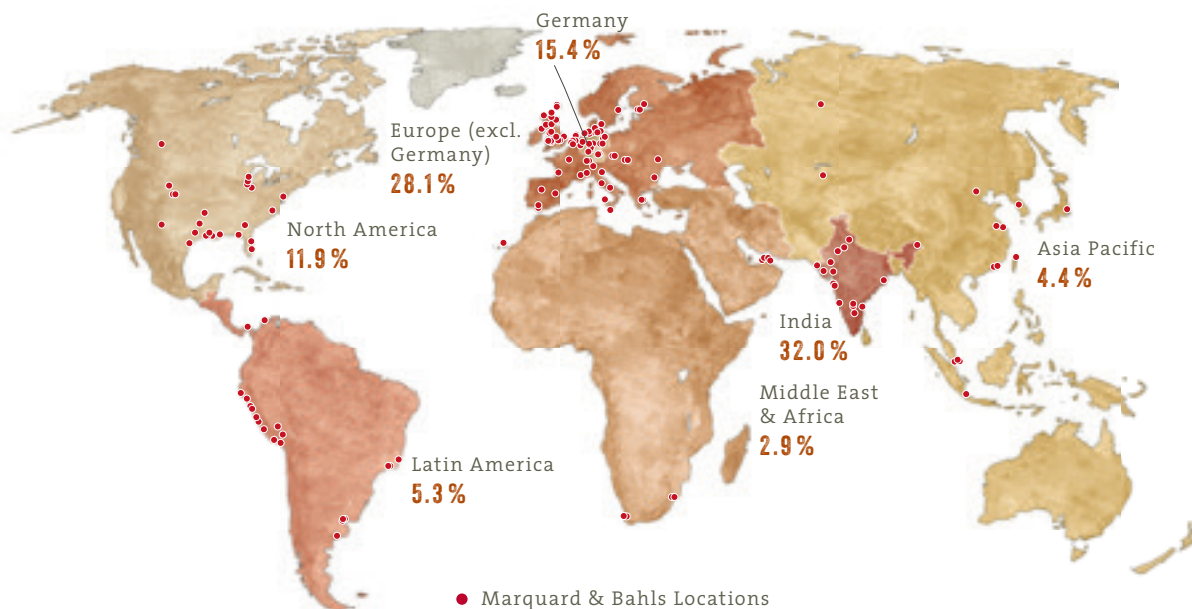 Germany
15.4%
Europe (excl.
Germany)
28.1%
North America
11.9%
Asia Pacific
4.4%
India
32.0%
Middle East
& Africa
2.9%
Latin America
5.3%
Marquard & Bahls Locations